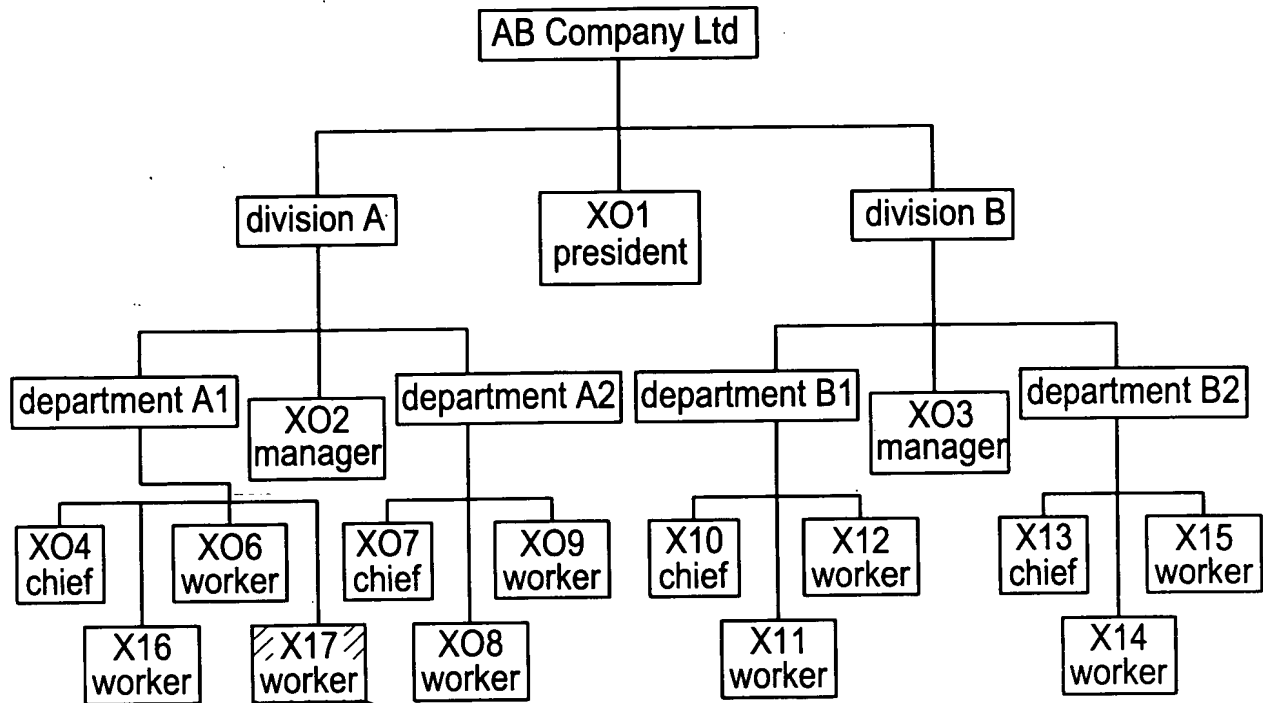 AB Company Ltd
division A
XO1
president
division B
department A1
XO2
manager
department A2
department B1
XO3
manager
department B2
XO4
chief
XO6
worker
XO7
chief
XO9
worker
X10
chief
X12
worker
X13
chief
X15
worker
X16
worker
X17
worker
XO8
worker
X11
worker
X14
worker